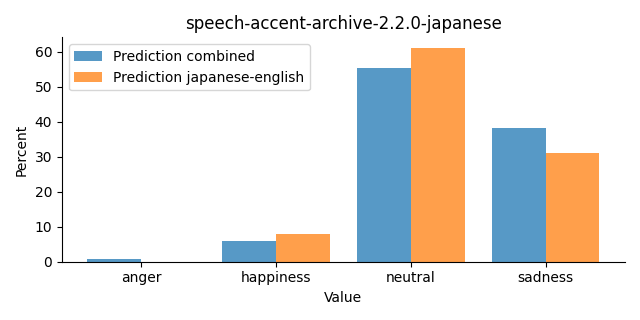 speech-accent-archive-2.2.0-japanese
Prediction combined
Prediction japanese-english
Percent
60
50
40
30
20
10
0
anger happiness neutral sadness
Value